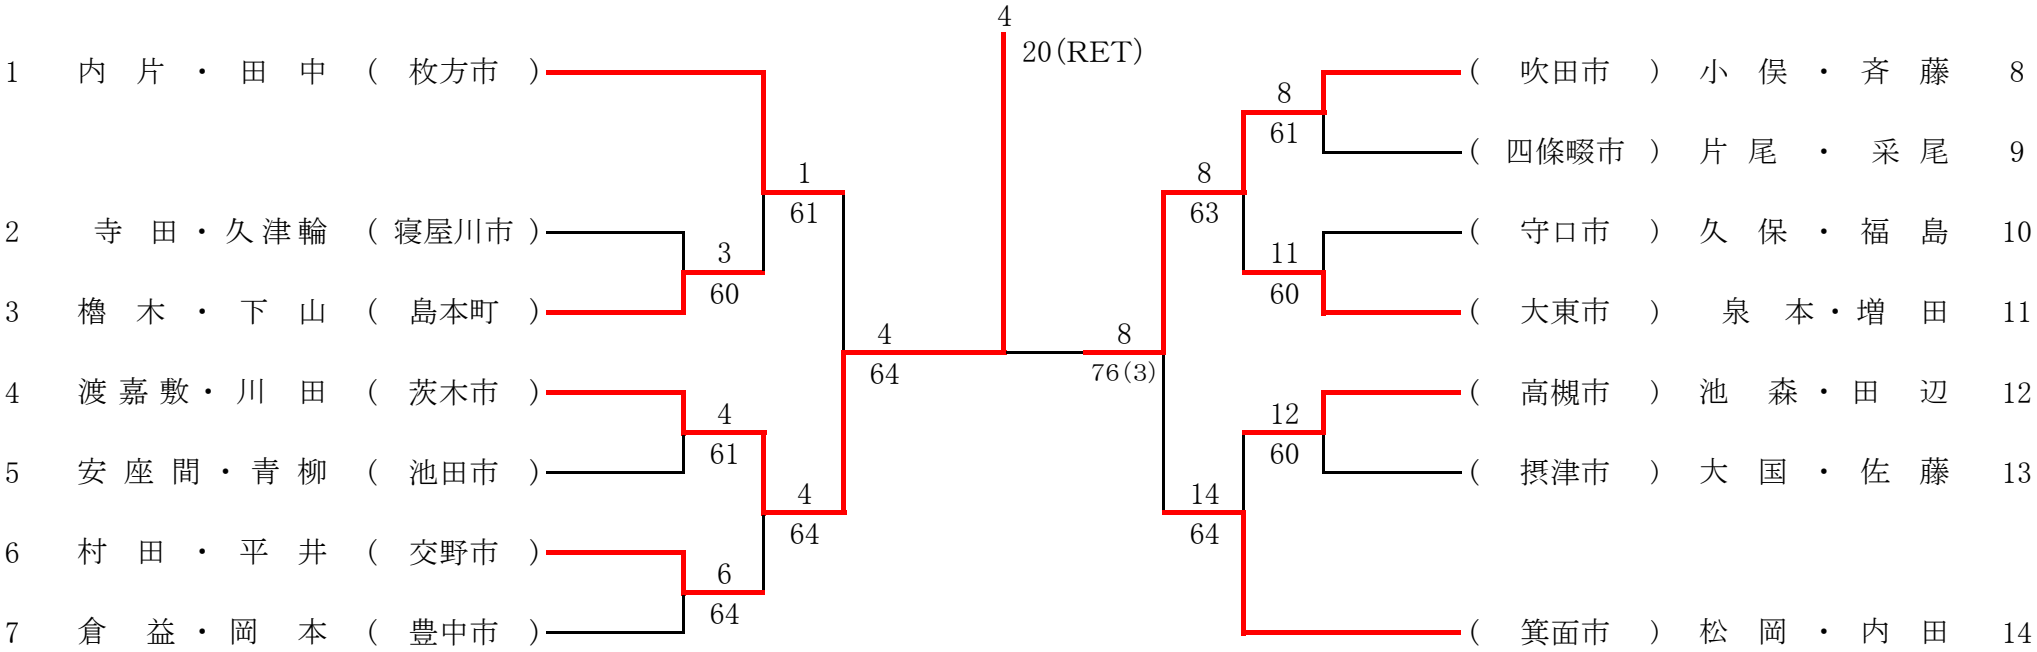 4
20(RET)
1 内片・田中 ( 枚方市 )
( 吹田市 ) 小俣・斉藤 8
8
61
( 四條畷市 ) 片尾・采尾 9
1
61
8
63
2 寺田・久津輪 ( 寝屋川市 )
( 守口市 ) 久保・福島 10
3
60
11
60
3 櫓木・下山 ( 島本町 )
( 大東市 ) 泉本・増田 11
4
64
8
76(3)
4 渡嘉敷・川田 ( 茨木市 )
( 高槻市 ) 池森・田辺 12
4
61
12
60
5 安座間・青柳 ( 池田市 )
( 摂津市 ) 大国・佐藤 13
4
64
14
64
6 村田・平井 ( 交野市 )
6
64
7 倉益・岡本 ( 豊中市 )
( 箕面市 ) 松岡・内田 14